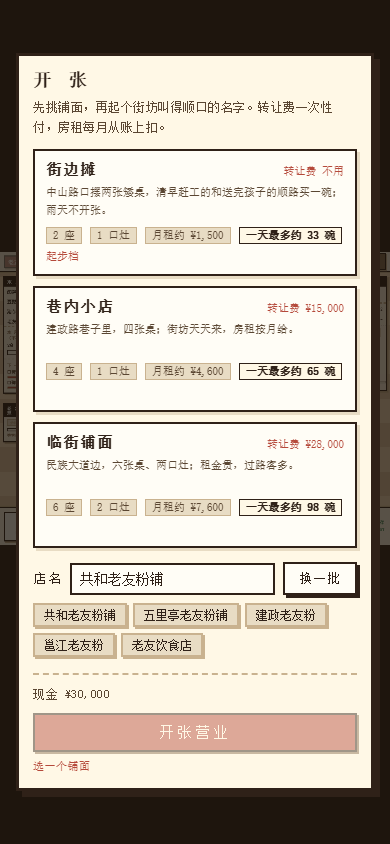 开 张
先挑铺面，再起个街坊叫得顺口的名字。转让费一次性
付，房租每月从账上扣。
街边摊 转让费 不用
中山路口摆两张矮桌，清早赶工的和送完孩子的顺路买一碗；
雨天不开张。
2 座 1 口灶 月租约 ¥1,500 一天最多约 33 碗
起步档
巷内小店 转让费 ¥15,000
建政路巷子里，四张桌；街坊天天来，房租按月给。
4 座 1 口灶 月租约 ¥4,600 一天最多约 65 碗
临街铺面 转让费 ¥28,000
民族大道边，六张桌、两口灶；租金贵，过路客多。
6 座 2 口灶 月租约 ¥7,600 一天最多约 98 碗
店名 共和老友粉铺 换一批
共和老友粉铺 五里亭老友粉铺 建政老友粉
邕江老友粉 老友饮食店
现金 ¥30,000
开张营业
选一个铺面